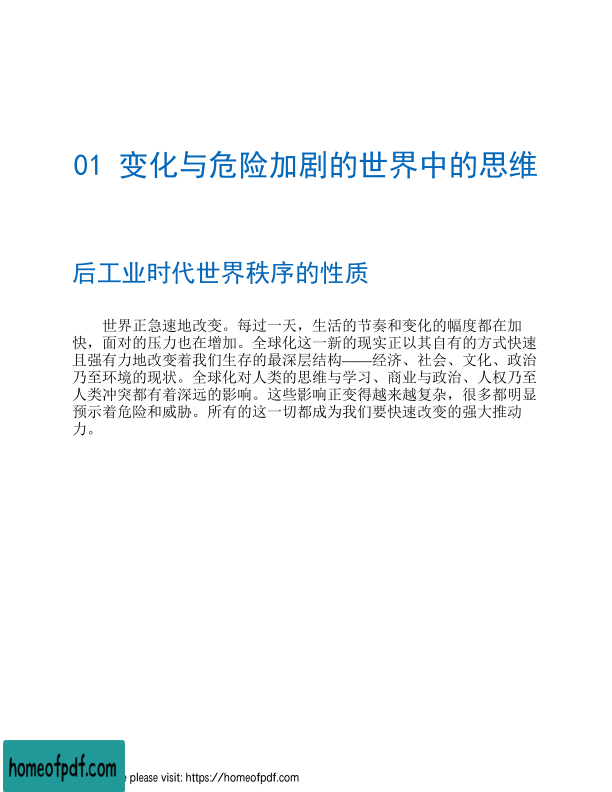 01 变化与危险加剧的世界中的思维
后工业时代世界秩序的性质
世界正急速地改变。每过一天，生活的节奏和变化的幅度都在加
快，面对的压力也在增加。全球化这一新的现实正以其自有的方式快速
且强有力地改变着我们生存的最深层结构——经济、社会、文化、政治
乃至环境的现状。全球化对人类的思维与学习、商业与政治、人权乃至
人类冲突都有着深远的影响。这些影响正变得越来越复杂，很多都明显
预示着危险和威胁。所有的这一切都成为我们要快速改变的强大推动
力。
homeofpdf.com
e please visit: https://homeofpdf.com